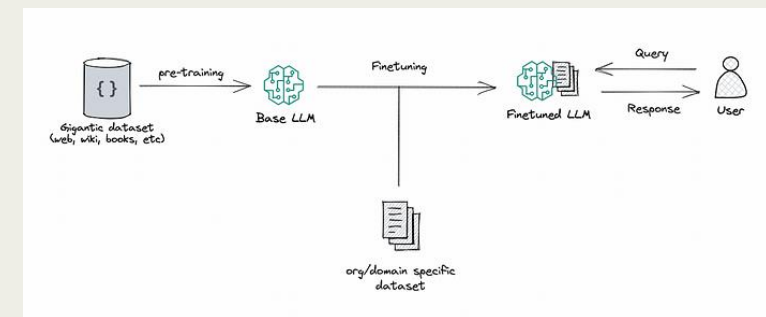 { }
pre-training
Gigantic dataset
(web, wiki, books, etc)
Base LLM
Finetuning
Finetuned LLM
Query
Response
User
org/domain specific
dataset